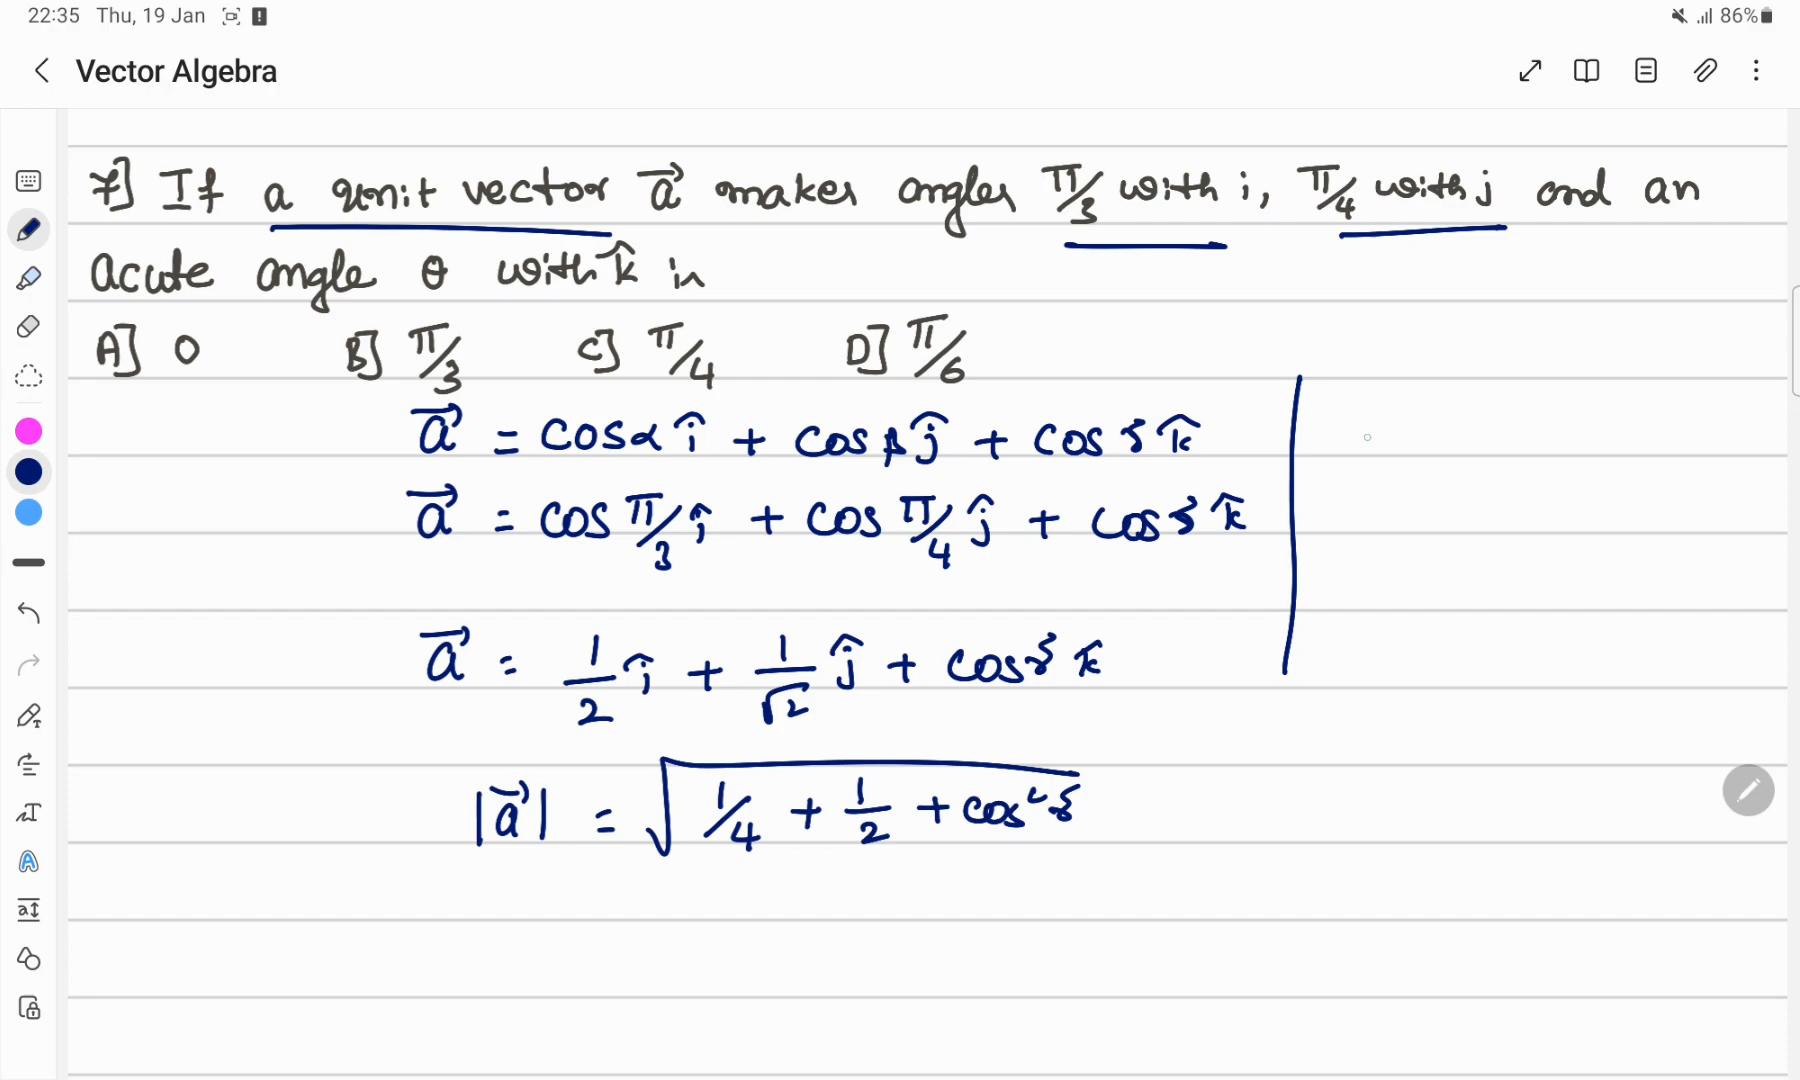 22:35 Thu, 19 Jan 86%
Vector Algebra
7] If a unit vector a⃗ makes angles π/3 with i, π/4 with j and an
acute angle θ with k̂ in
A] 0 B] π/3 C] π/4 D] π/6
a⃗ = cosα î + cosβ ĵ + cosγ k̂
a⃗ = cos π/3 î + cos π/4 ĵ + cosγ k̂
a⃗ = 1/2 î + 1/√2 ĵ + cosγ k̂
|a⃗| = √(1/4 + 1/2 + cos²γ)